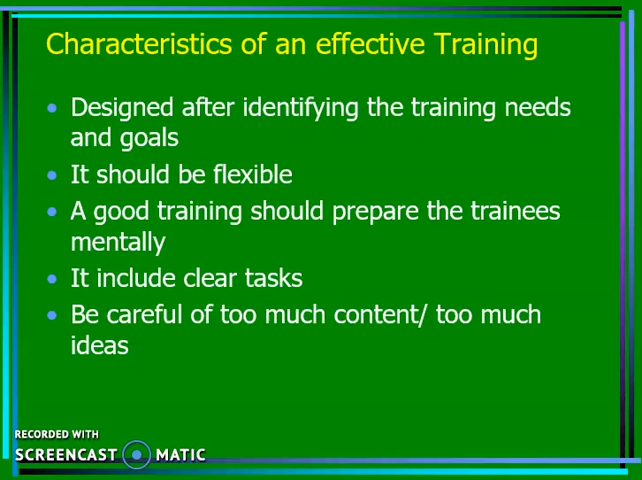 Characteristics of an effective Training
• Designed after identifying the training needs
and goals
• It should be flexible
• A good training should prepare the trainees
mentally
• It include clear tasks
• Be careful of too much content/ too much
ideas
RECORDED WITH
SCREENCAST MATIC